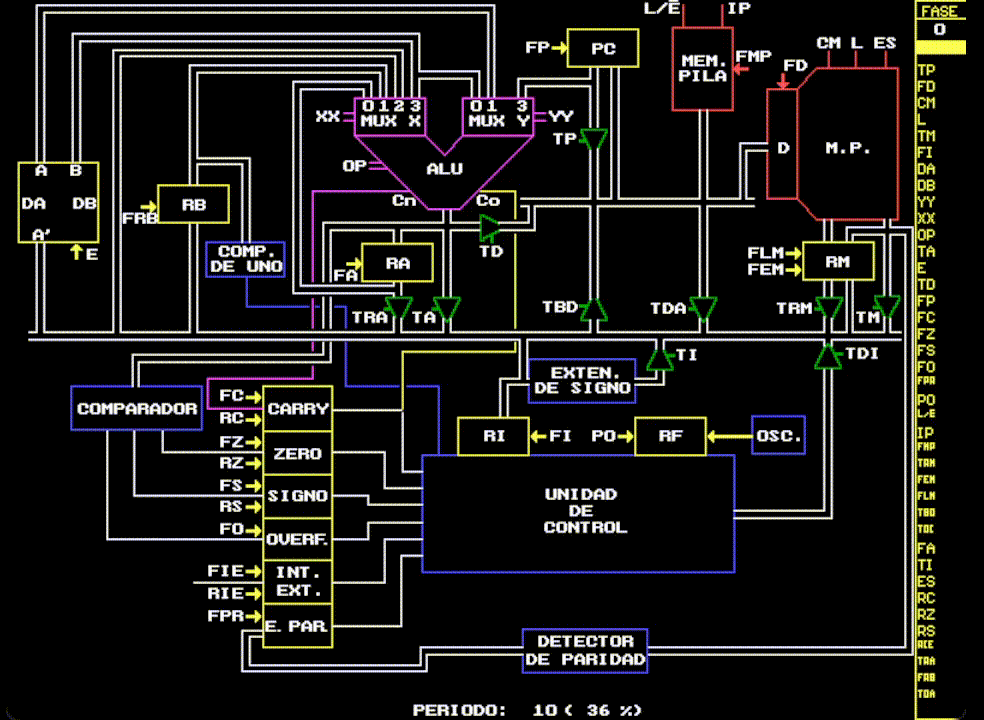 L/E IP
FASE
0
CM L ES
FP PC
MEM.
PILA
FMP
FD
0 1 2 3
MUX X
0 1 3
MUX Y
XX
YY
TP
OP
ALU
D
M.P.
A B
DA DB
A'
E
FRB
RB
Cn Co
COMP.
DE UNO
TD
FA
RA
FLM
FEM
RM
TRA
TA
TBD
TDA
TRM
TM
TI
TDI
COMPARADOR
EXTEN.
DE SIGNO
FC
RC
CARRY
FZ
RZ
ZERO
FS
RS
SIGNO
FO
OVERF.
FIE
RIE
INT.
EXT.
FPR
E. PAR.
RI
FI
PO
RF
OSC.
UNIDAD
DE
CONTROL
DETECTOR
DE PARIDAD
PERIODO: 10 ( 36 %)
TP
FD
CM
L
TM
FI
DA
DB
YY
XX
OP
TA
E
TD
FP
FC
FZ
FS
FO
FPR
PO
L/E
IP
FMP
TRM
FEM
FLM
TBD
FA
TI
ES
RC
RZ
RS
TRA
FRB
TDA